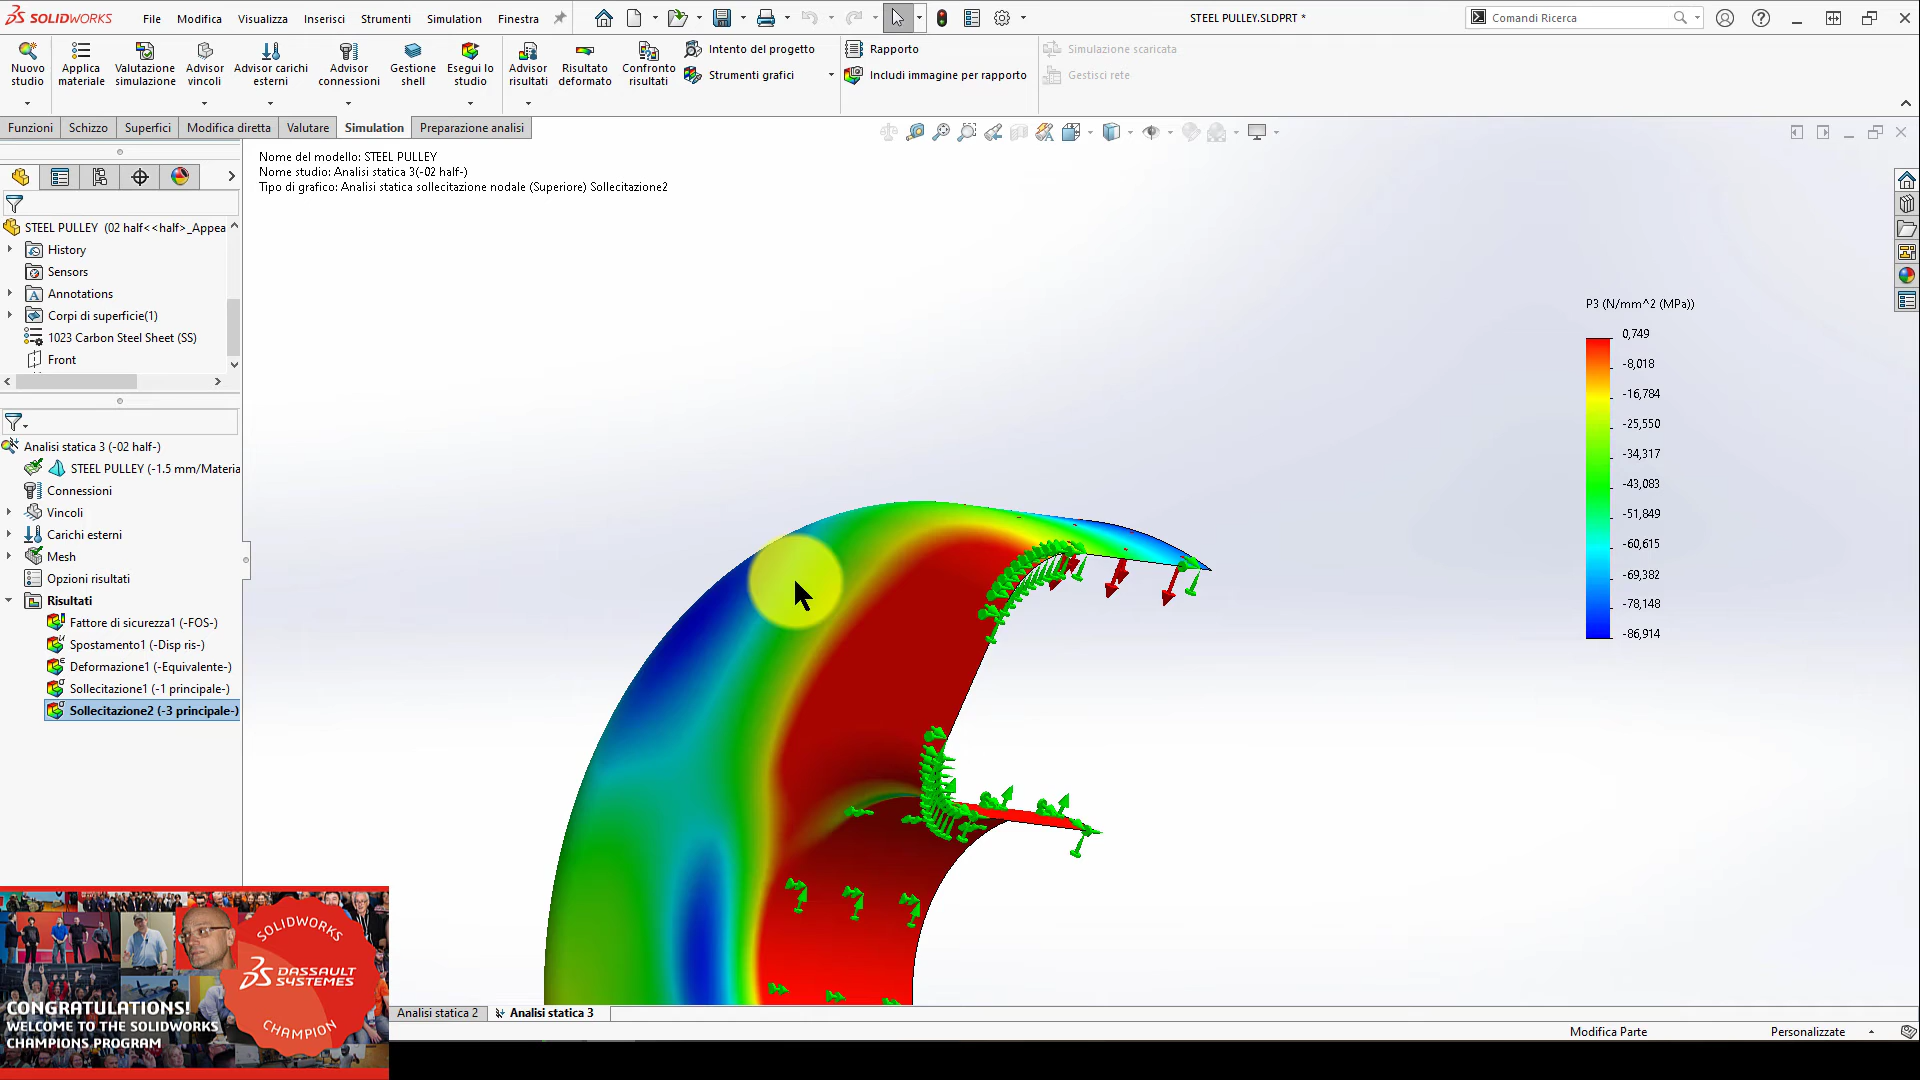 SOLIDWORKS
File
Modifica
Visualizza
Inserisci
Strumenti
Simulation
Finestra
STEEL PULLEY.SLDPRT *
Comandi Ricerca
Nuovo studio
Applica materiale
Valutazione simulazione
Advisor vincoli
Advisor carichi esterni
Advisor connessioni
Gestione shell
Esegui lo studio
Advisor risultati
Risultato deformato
Confronto risultati
Intento del progetto
Strumenti grafici
Rapporto
Includi immagine per rapporto
Simulazione scaricata
Gestisci rete
Funzioni
Schizzo
Superfici
Modifica diretta
Valutare
Simulation
Preparazione analisi
Nome del modello: STEEL PULLEY
Nome studio: Analisi statica 3(-02 half-)
Tipo di grafico: Analisi statica sollecitazione nodale (Superiore) Sollecitazione2
STEEL PULLEY (02 half<<half>_Appea
History
Sensors
Annotations
Corpi di superficie(1)
1023 Carbon Steel Sheet (SS)
Front
Analisi statica 3 (-02 half-)
STEEL PULLEY (-1.5 mm/Materia
Connessioni
Vincoli
Carichi esterni
Mesh
Opzioni risultati
Risultati
Fattore di sicurezza1 (-FOS-)
Spostamento1 (-Disp ris-)
Deformazione1 (-Equivalente-)
Sollecitazione1 (-1 principale-)
Sollecitazione2 (-3 principale-)
P3 (N/mm^2 (MPa))
0,749
-8,018
-16,784
-25,550
-34,317
-43,083
-51,849
-60,615
-69,382
-78,148
-86,914
SOLIDWORKS
DASSAULT
SYSTEMES
CHAMPION
CONGRATULATIONS!
WELCOME TO THE SOLIDWORKS
CHAMPIONS PROGRAM
Analisi statica 2
Analisi statica 3
Modifica Parte
Personalizzate